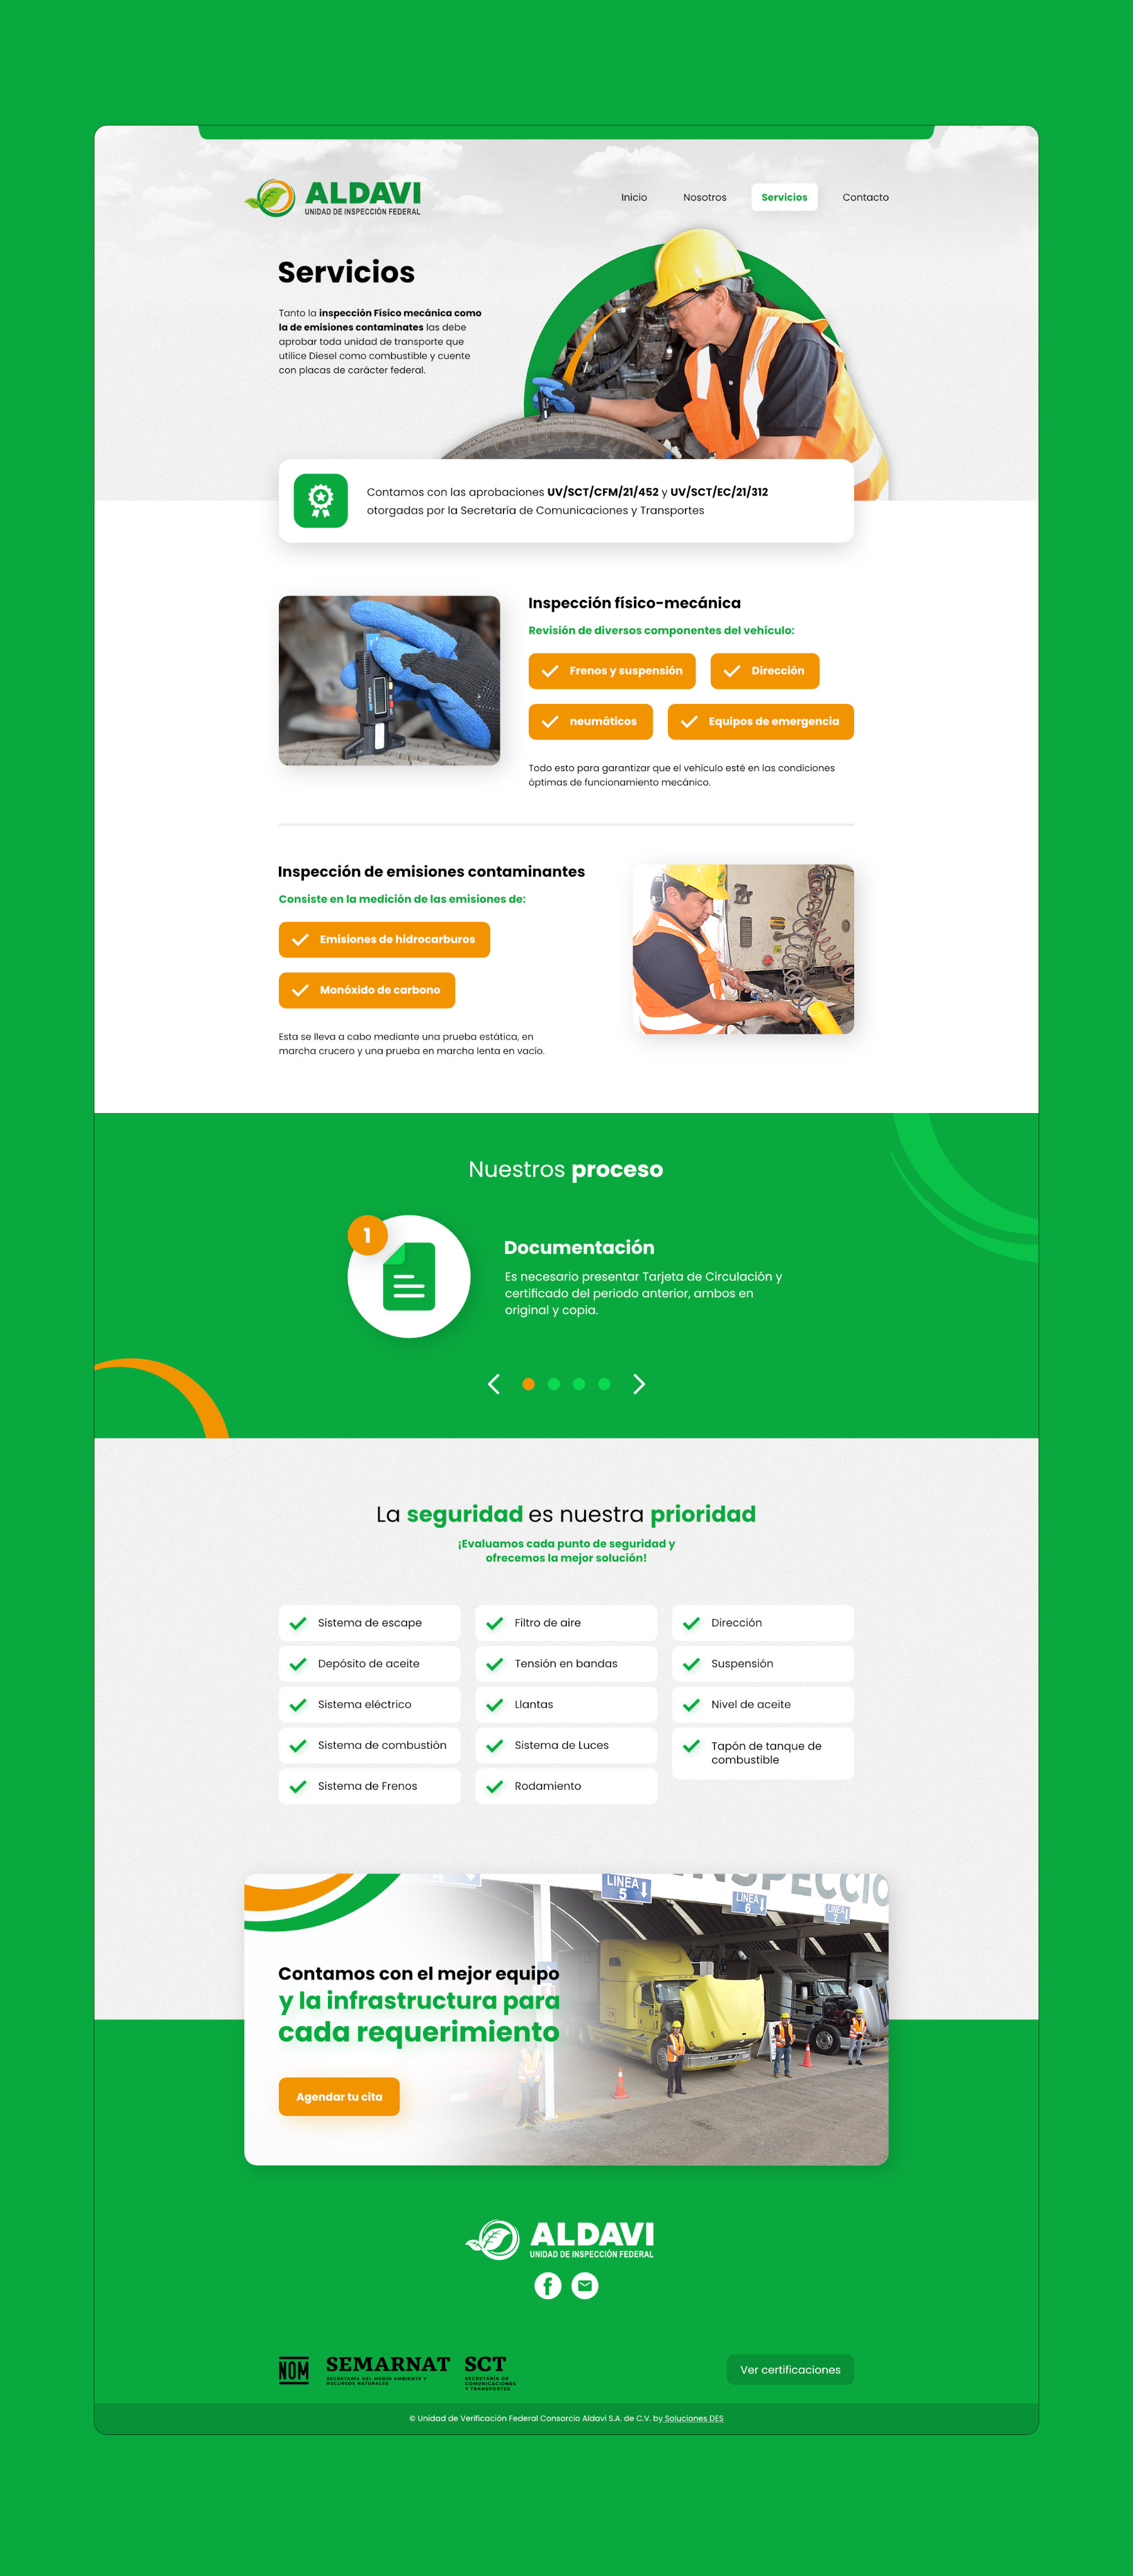 ALDAVI
UNIDAD DE INSPECCIÓN FEDERAL
Inicio Nosotros Servicios Contacto
Servicios
Tanto la inspección Físico mecánica como
la de emisiones contaminates las debe
aprobar toda unidad de transporte que
utilice Diesel como combustible y cuente
con placas de carácter federal.
Contamos con las aprobaciones UV/SCT/CFM/21/452 y UV/SCT/EC/21/312
otorgadas por la Secretaría de Comunicaciones y Transportes
Inspección físico-mecánica
Revisión de diversos componentes del vehículo:
Frenos y suspensión
Dirección
neumáticos
Equipos de emergencia
Todo esto para garantizar que el vehículo esté en las condiciones
óptimas de funcionamiento mecánico.
Inspección de emisiones contaminantes
Consiste en la medición de las emisiones de:
Emisiones de hidrocarburos
Monóxido de carbono
Esta se lleva a cabo mediante una prueba estática, en
marcha crucero y una prueba en marcha lenta en vacío.
Nuestros proceso
1
Documentación
Es necesario presentar Tarjeta de Circulación y
certificado del periodo anterior, ambos en
original y copia.
La seguridad es nuestra prioridad
¡Evaluamos cada punto de seguridad y
ofrecemos la mejor solución!
Sistema de escape
Depósito de aceite
Sistema eléctrico
Sistema de combustión
Sistema de Frenos
Filtro de aire
Tensión en bandas
Llantas
Sistema de Luces
Rodamiento
Dirección
Suspensión
Nivel de aceite
Tapón de tanque de
combustible
LINEA
5
LINEA
6
LINEA
7
Contamos con el mejor equipo
y la infrastructura para
cada requerimiento
Agendar tu cita
ALDAVI
UNIDAD DE INSPECCIÓN FEDERAL
NOM
SEMARNAT
SECRETARÍA DEL MEDIO AMBIENTE Y
RECURSOS NATURALES
SCT
SECRETARÍA DE
COMUNICACIONES
Y TRANSPORTES
Ver certificaciones
© Unidad de Verificación Federal Consorcio Aldavi S.A. de C.V. by Soluciones DES